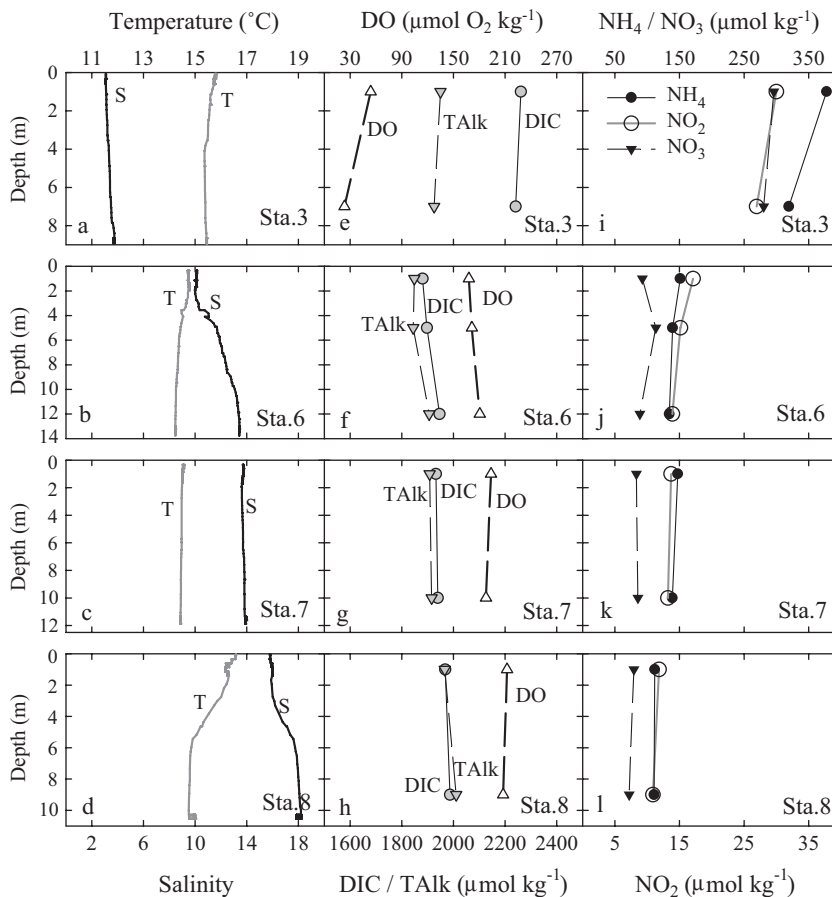 Temperature (˚C)
DO (μmol O₂ kg⁻¹)
NH₄ / NO₃ (μmol kg⁻¹)
11 13 15 17 19
30 90 150 210 270
50 150 250 350
Depth (m)
0
2
4
6
8
S
T
a
Sta.3
DO
TAlk
DIC
e
Sta.3
NH₄
NO₂
NO₃
i
Sta.3
Depth (m)
0
2
4
6
8
10
12
14
T
S
b
Sta.6
TAlk
DIC
DO
f
Sta.6
j
Sta.6
Depth (m)
0
2
4
6
8
10
12
T
S
c
Sta.7
TAlk
DIC
DO
g
Sta.7
k
Sta.7
Depth (m)
0
2
4
6
8
10
T
S
d
Sta.8
DO
DIC
TAlk
h
Sta.8
l
Sta.8
2 6 10 14 18
1600 1800 2000 2200 2400
5 15 25 35
Salinity
DIC / TAlk (μmol kg⁻¹)
NO₂ (μmol kg⁻¹)